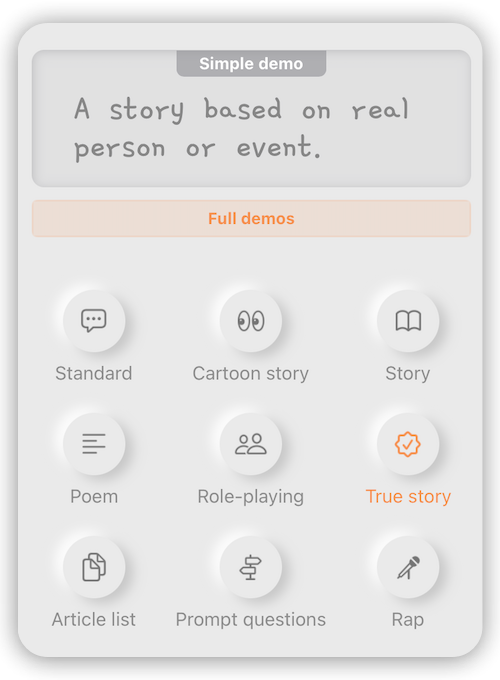 Simple demo
A story based on real
person or event.
Full demos
Standard
Cartoon story
Story
Poem
Role-playing
True story
Article list
Prompt questions
Rap